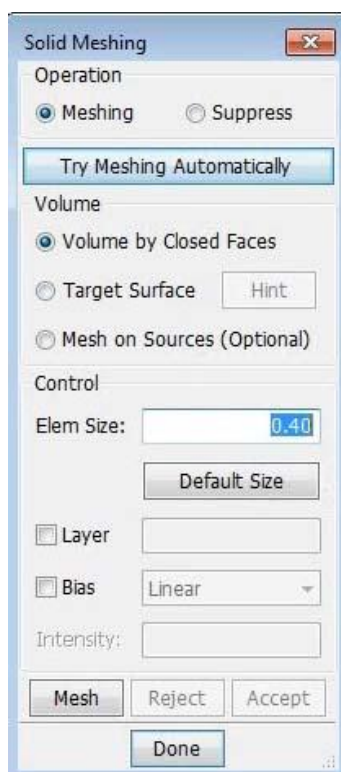 Solid Meshing
Operation
Meshing Suppress
Try Meshing Automatically
Volume
Volume by Closed Faces
Target Surface Hint
Mesh on Sources (Optional)
Control
Elem Size: 0.40
Default Size
Layer
Bias Linear
Intensity:
Mesh Reject Accept
Done